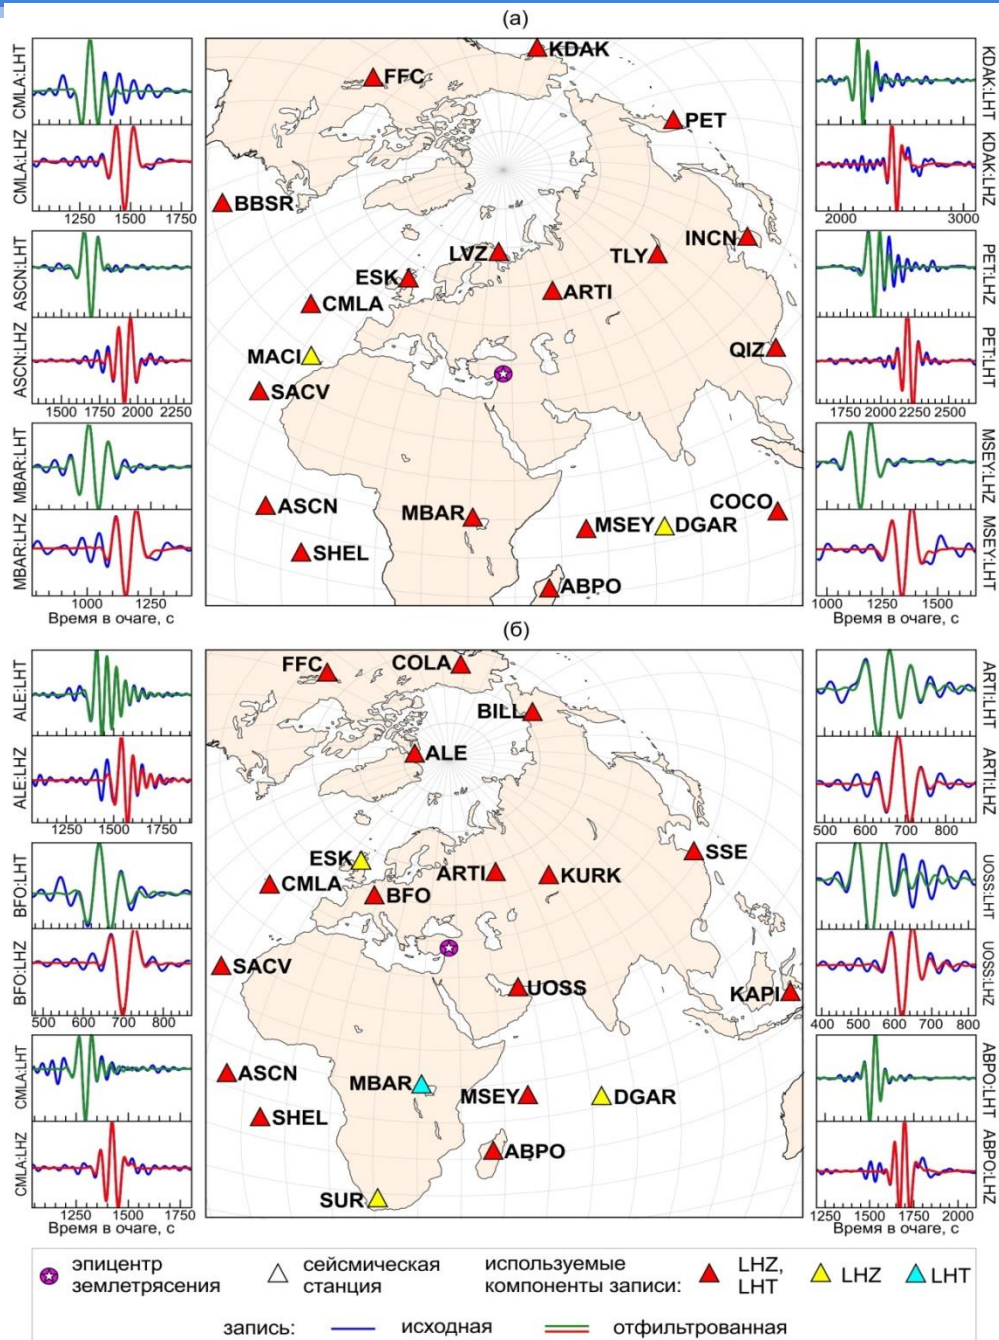 (а)
CMLA:LHT
CMLA:LHZ
1250 1500 1750
ASCN:LHT
ASCN:LHZ
1500 1750 2000 2250
MBAR:LHT
MBAR:LHZ
1000 1250
Время в очаге, с
KDAK
FFC
PET
BBSR
LVZ
TLY
INCN
ESK
ARTI
CMLA
MACI
QIZ
SACV
ASCN
MBAR
COCO
MSEY
DGAR
SHEL
ABPO
KDAK:LHT
KDAK:LHZ
2000 2500 3000
PET:LHZ
PET:LHT
1750 2000 2250 2500
MSEY:LHZ
MSEY:LHT
1000 1250 1500
Время в очаге, с
(б)
ALE:LHT
ALE:LHZ
1250 1500 1750
BFO:LHT
BFO:LHZ
500 600 700 800
CMLA:LHT
CMLA:LHZ
1250 1500 1750
Время в очаге, с
FFC
COLA
BILL
ALE
ESK
SSE
CMLA
BFO
ARTI
KURK
SACV
UOSS
KAPI
ASCN
MBAR
MSEY
DGAR
SHEL
ABPO
SUR
ARTI:LHT
ARTI:LHZ
500 600 700 800
UOSS:LHT
UOSS:LHZ
400 500 600 700 800
ABPO:LHT
ABPO:LHZ
1250 1500 1750 2000
Время в очаге, с
эпицентр
землетрясения
сейсмическая
станция
используемые
компоненты записи:
LHZ,
LHT
LHZ
LHT
запись: исходная отфильтрованная